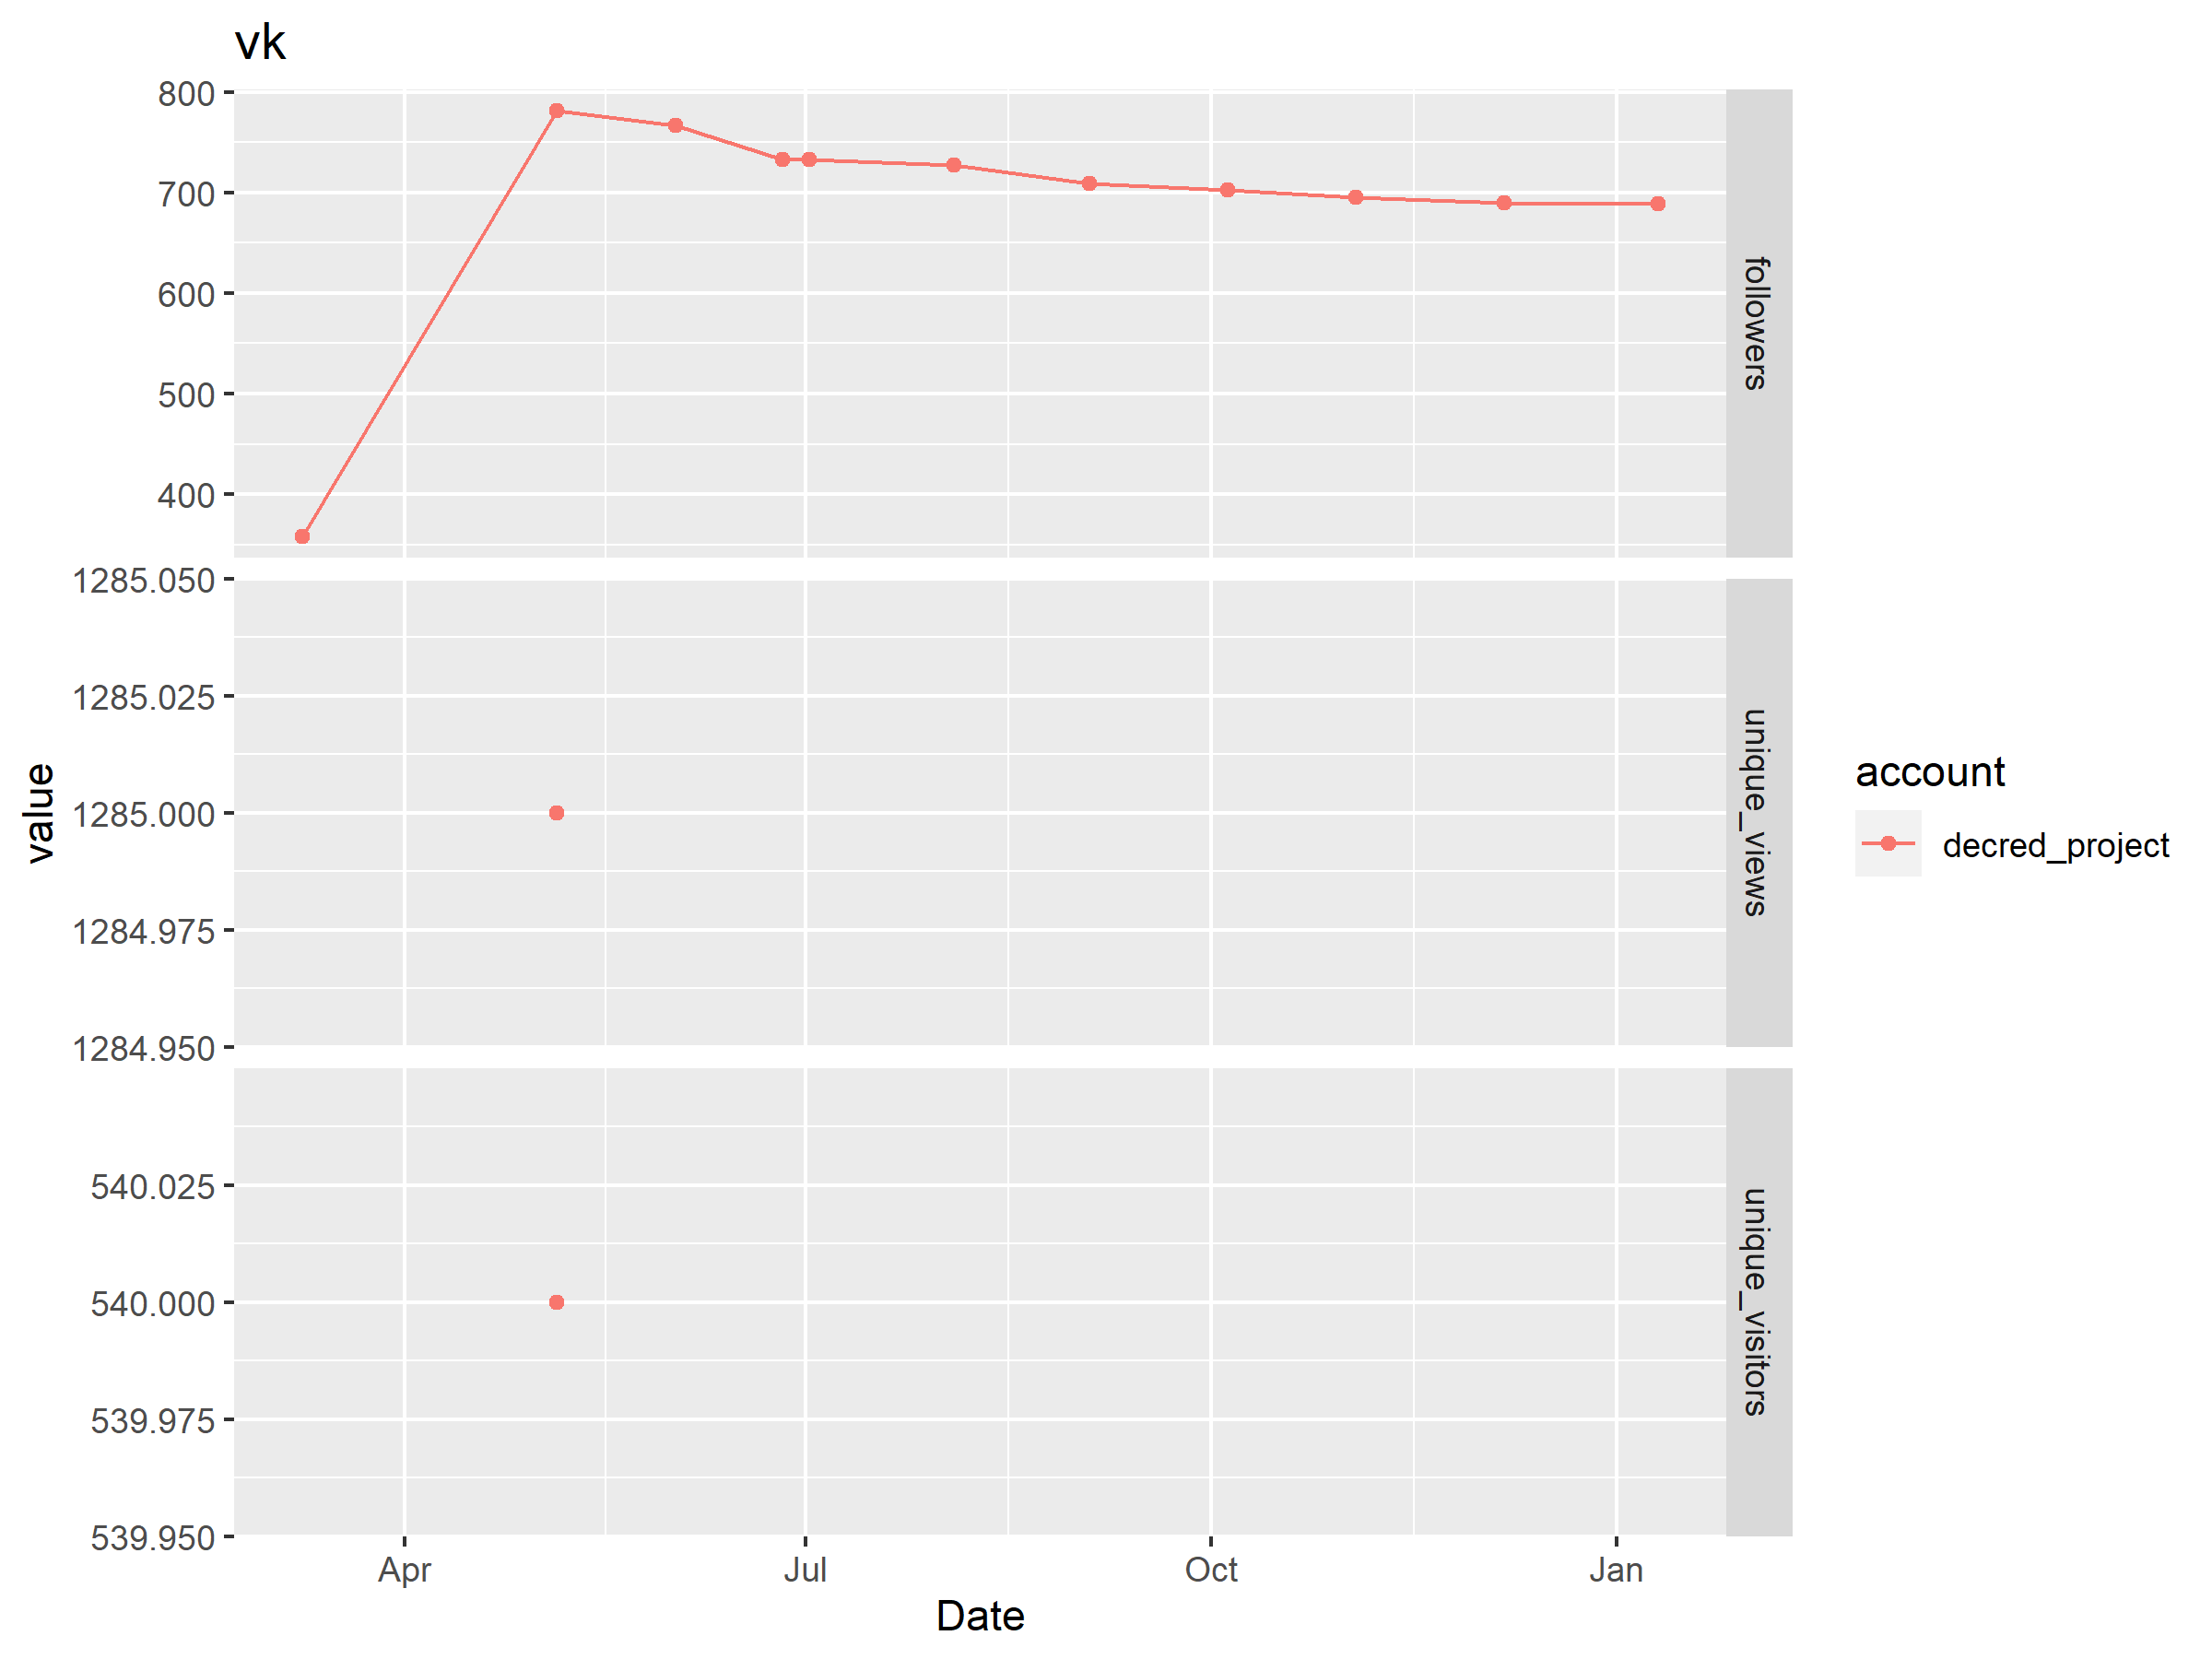 vk
800
700
600
500
400
followers
1285.050
1285.025
1285.000
1284.975
1284.950
unique_views
540.025
540.000
539.975
539.950
unique_visitors
value
Apr Jul Oct Jan
Date
account
decred_project